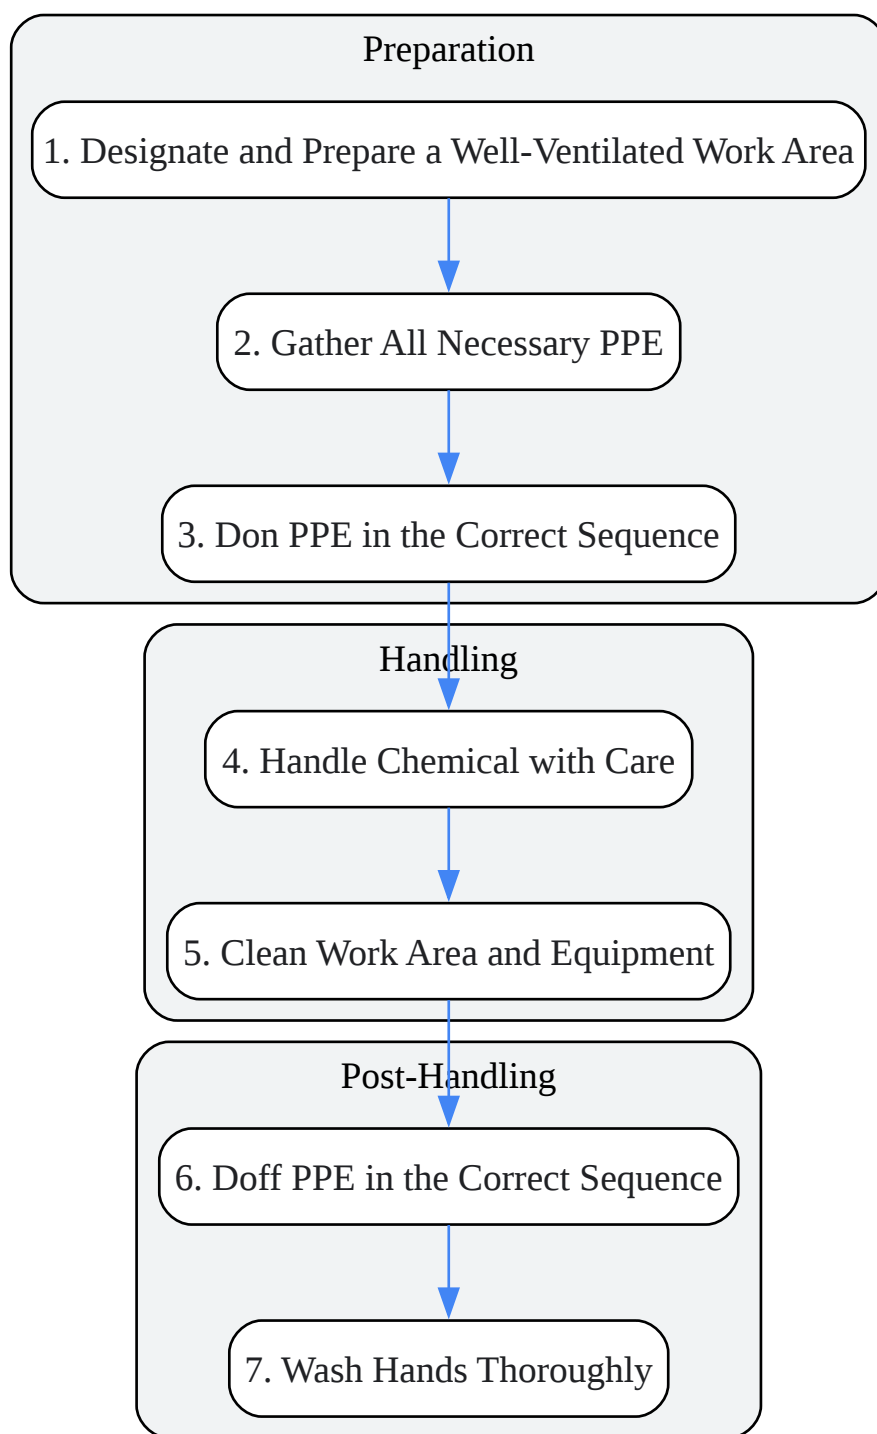 Preparation
1. Designate and Prepare a Well-Ventilated Work Area
2. Gather All Necessary PPE
3. Don PPE in the Correct Sequence
Handling
4. Handle Chemical with Care
5. Clean Work Area and Equipment
Post-Handling
6. Doff PPE in the Correct Sequence
7. Wash Hands Thoroughly